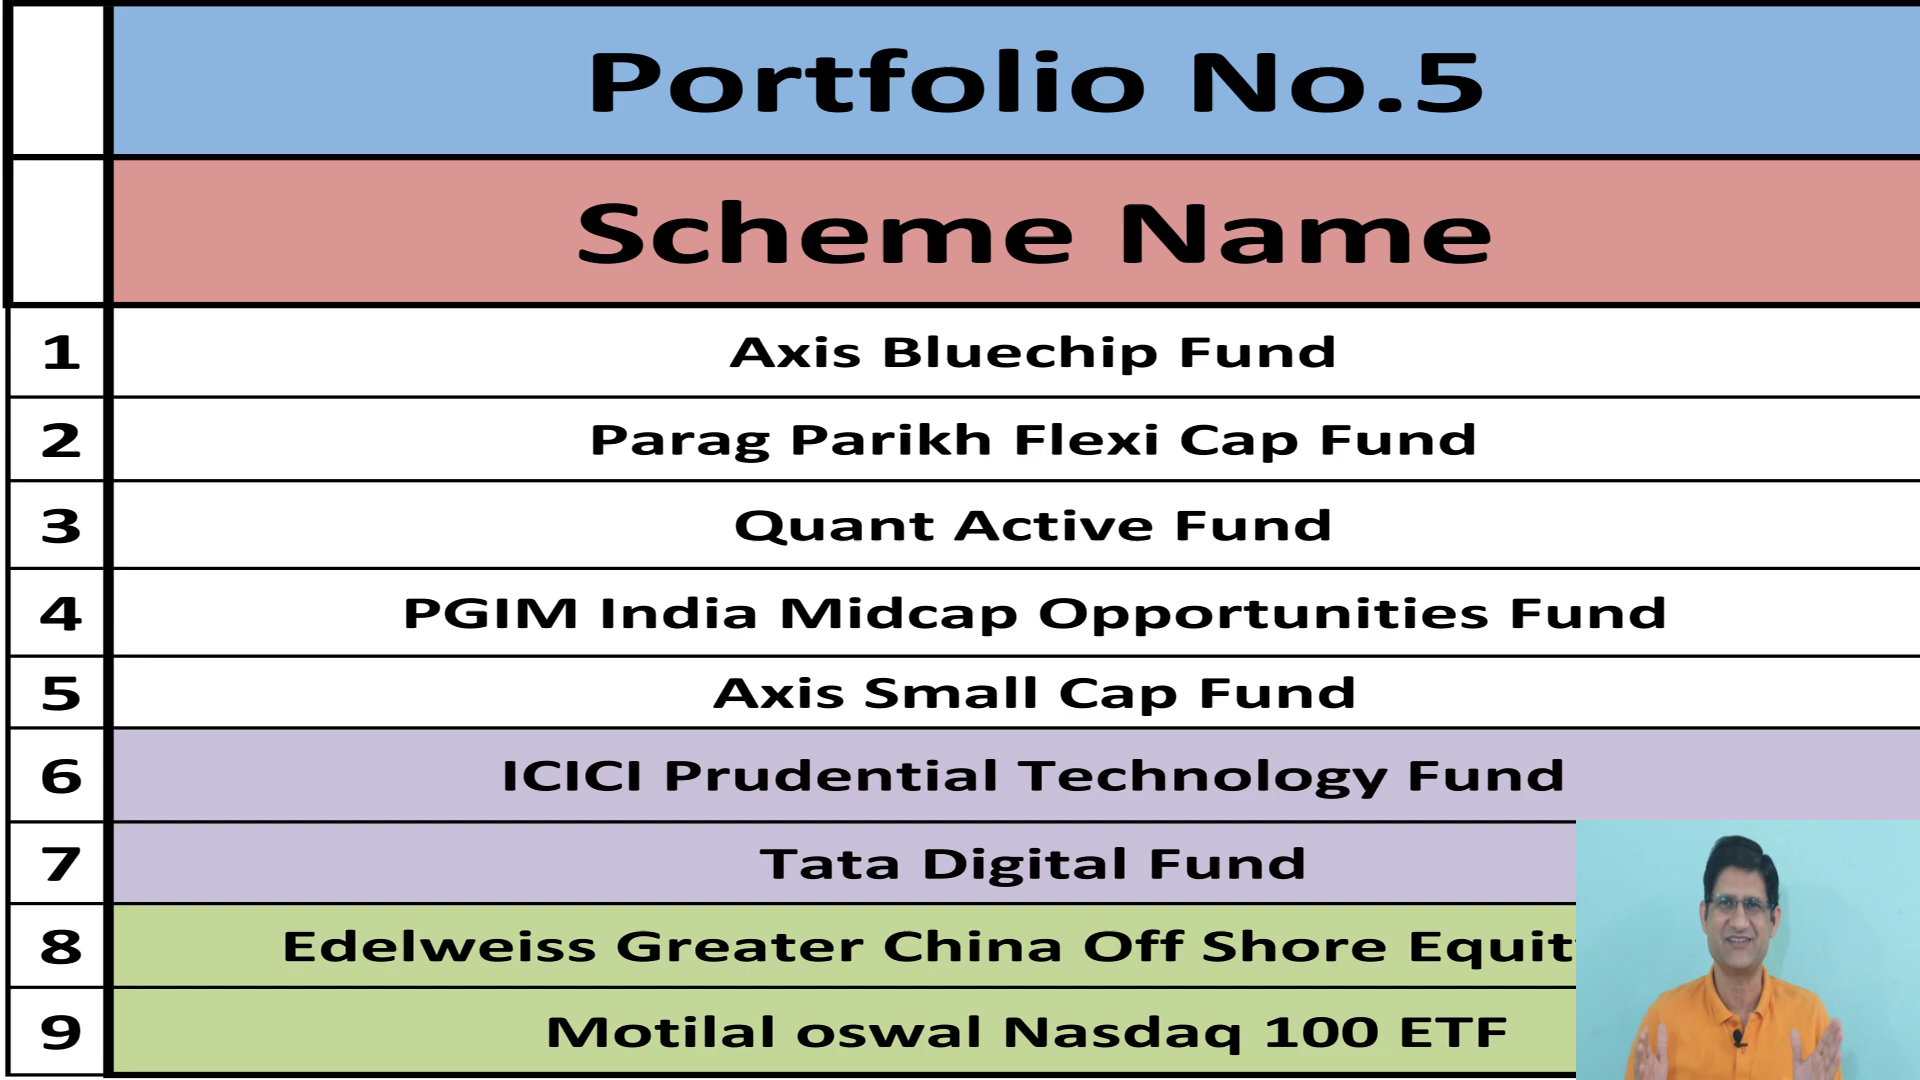 Portfolio No.5
Scheme Name
1 Axis Bluechip Fund
2 Parag Parikh Flexi Cap Fund
3 Quant Active Fund
4 PGIM India Midcap Opportunities Fund
5 Axis Small Cap Fund
6 ICICI Prudential Technology Fund
7 Tata Digital Fund
8 Edelweiss Greater China Off Shore
9 Motilal oswal Nasdaq 100 ETF